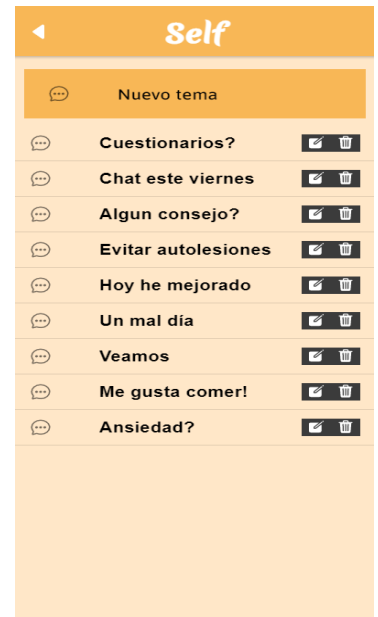 Self
Nuevo tema
Cuestionarios?
Chat este viernes
Algun consejo?
Evitar autolesiones
Hoy he mejorado
Un mal día
Veamos
Me gusta comer!
Ansiedad?